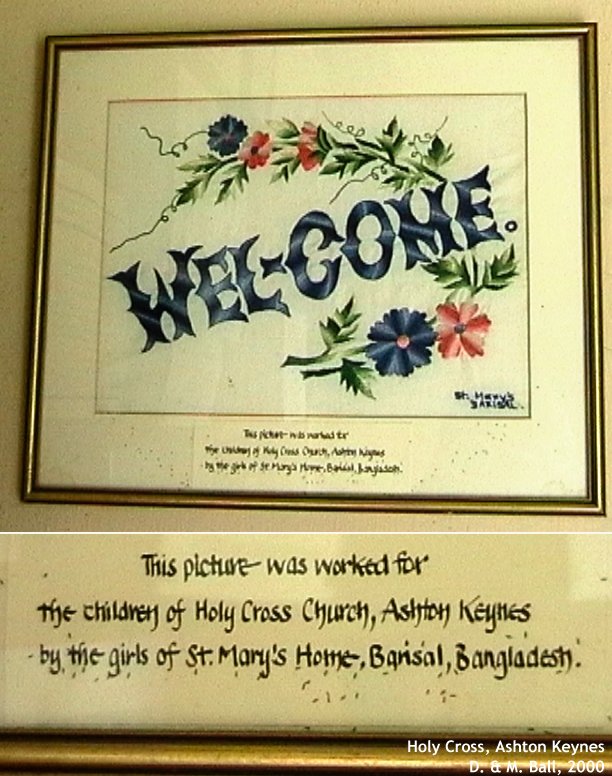 WEL-COME.
St. Mary's
BARISAL.
This picture was worked for
the children of Holy Cross Church, Ashton Keynes
by the girls of St. Mary's Home, Barisal, Bangladesh.
This picture was worked for
the children of Holy Cross Church, Ashton Keynes
by the girls of St. Mary's Home, Barisal, Bangladesh.
Holy Cross, Ashton Keynes
D. & M. Ball, 2000